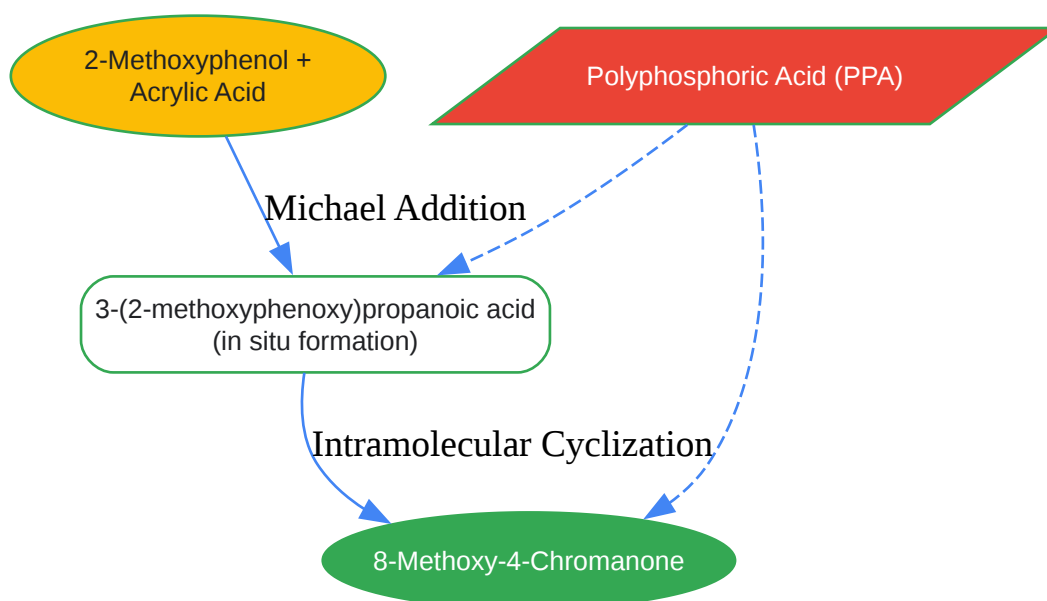 2-Methoxyphenol +
Acrylic Acid
Polyphosphoric Acid (PPA)
Michael Addition
3-(2-methoxyphenoxy)propanoic acid
(in situ formation)
Intramolecular Cyclization
8-Methoxy-4-Chromanone